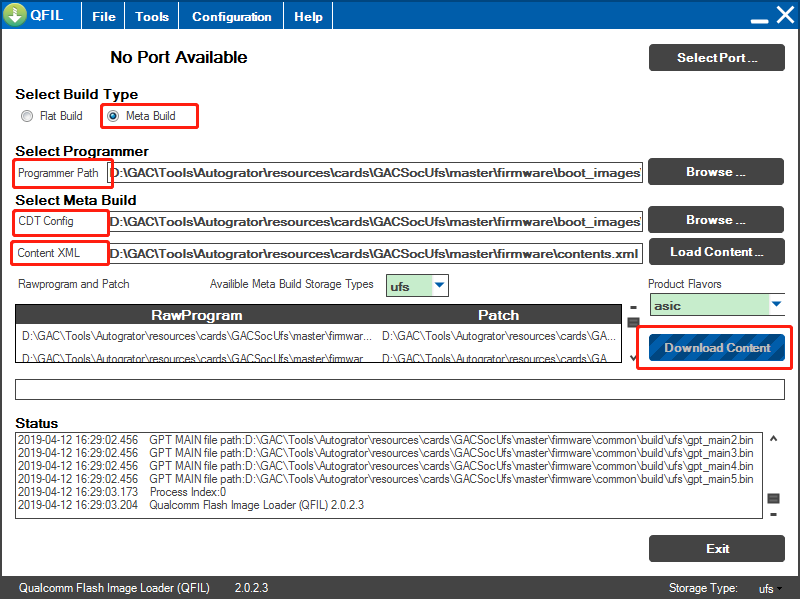 QFIL File Tools Configuration Help
No Port Available
Select Port ...
Select Build Type
Flat Build Meta Build
Select Programmer
Programmer Path D:\GAC\Tools\Autogrator\resources\cards\GACSocUfs\master\firmware\boot_images\ Browse ...
Select Meta Build
CDT Config D:\GAC\Tools\Autogrator\resources\cards\GACSocUfs\master\firmware\boot_images\ Browse ...
Content XML D:\GAC\Tools\Autogrator\resources\cards\GACSocUfs\master\firmware\contents.xml Load Content ...
Rawprogram and Patch Availible Meta Build Storage Types ufs Product Flavors
asic
RawProgram Patch
D:\GAC\Tools\Autogrator\resources\cards\GACSocUfs\master\firmwar... D:\GAC\Tools\Autogrator\resources\cards\GA...
D:\GAC\Tools\Autogrator\resources\cards\GACSocUfs\master\firmwar D:\GAC\Tools\Autogrator\resources\cards\GA
Download Content
Status
2019-04-12 16:29:02.456 GPT MAIN file path:D:\GAC\Tools\Autogrator\resources\cards\GACSocUfs\master\firmware\common\build\ufs\gpt_main2.bin
2019-04-12 16:29:02.456 GPT MAIN file path:D:\GAC\Tools\Autogrator\resources\cards\GACSocUfs\master\firmware\common\build\ufs\gpt_main3.bin
2019-04-12 16:29:02.456 GPT MAIN file path:D:\GAC\Tools\Autogrator\resources\cards\GACSocUfs\master\firmware\common\build\ufs\gpt_main4.bin
2019-04-12 16:29:02.456 GPT MAIN file path:D:\GAC\Tools\Autogrator\resources\cards\GACSocUfs\master\firmware\common\build\ufs\gpt_main5.bin
2019-04-12 16:29:03.173 Process Index:0
2019-04-12 16:29:03.204 Qualcomm Flash Image Loader (QFIL) 2.0.2.3
Exit
Qualcomm Flash Image Loader (QFIL) 2.0.2.3 Storage Type: ufs